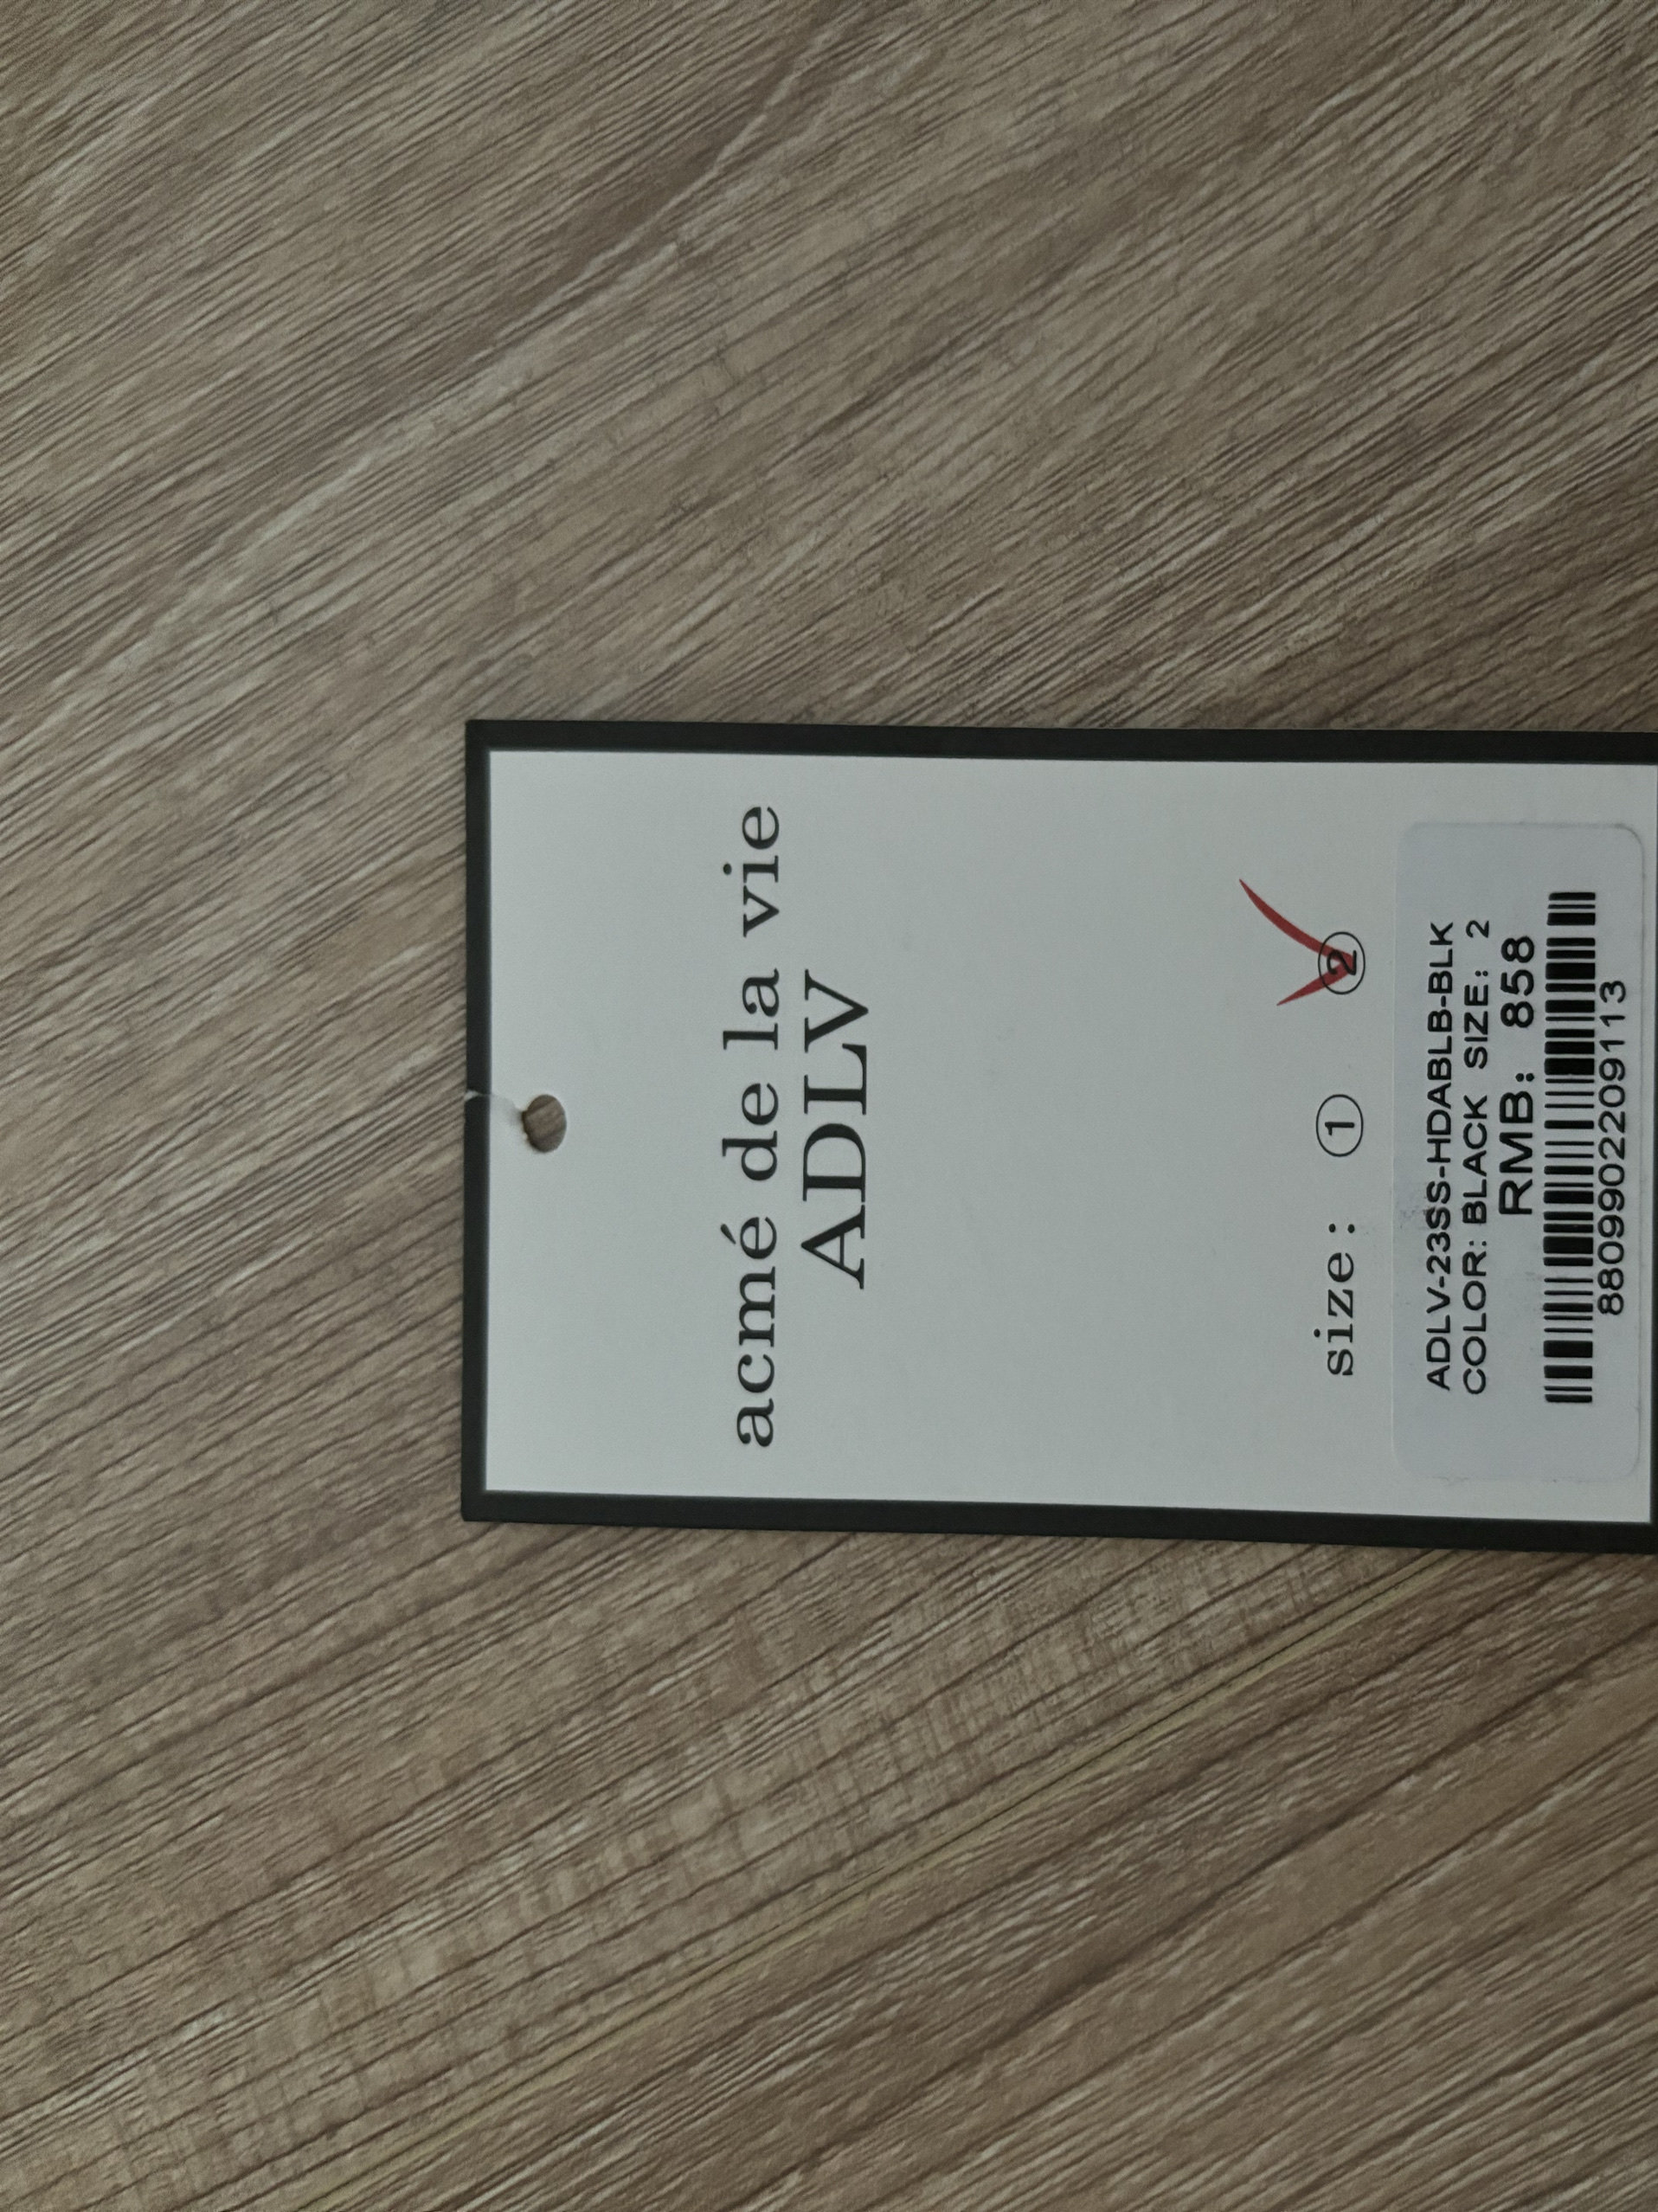 acmé de la vie
ADLV
size: ① ②
ADLV-23SS-HDABLB-BLK
COLOR: BLACK SIZE: 2
RMB: 858
8809902209113